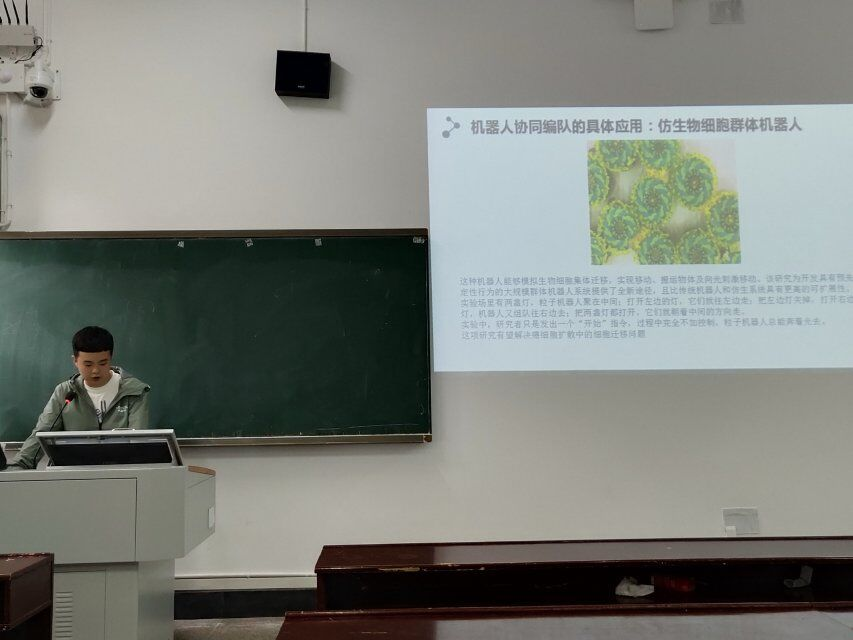 机器人协同编队的具体应用：仿生物细胞群体机器人
这种机器人能够模拟生物细胞集体迁移，实现移动、搬运物体及向光刺激移动。该研究为开发具有预先
定性行为的大规模群体机器人系统提供了全新途径，且比传统机器人和仿生系统具有更高的可扩展性。
实验场里有两盏灯，粒子机器人聚在中间；打开左边的灯，它们就往左边走；把左边灯关掉，打开右边
灯，机器人又组队往右边去；把两盏灯都打开，它们就朝着中间的方向走。
实验中，研究者只是发出一个“开始”指令，过程中完全不加控制，粒子机器人总能奔着光去。
这项研究有望解决癌细胞扩散中的细胞迁移问题